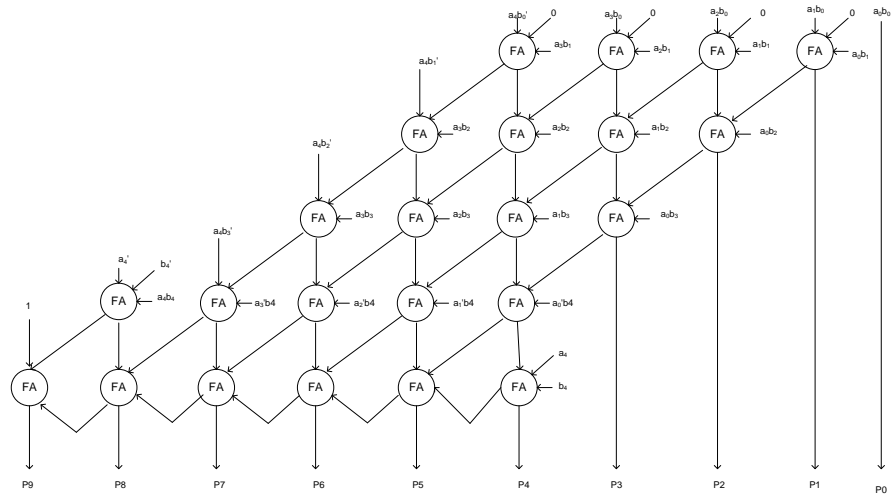 a₄b₀' 0 a₃b₀ 0 a₂b₀ 0 a₁b₀ 0 a₀b₀
FA a₃b₁ FA a₂b₁ FA a₁b₁ FA a₀b₁
a₄b₁'
FA a₃b₂ FA a₂b₂ FA a₁b₂ FA a₀b₂
a₄b₂'
FA a₃b₃ FA a₂b₃ FA a₁b₃ FA a₀b₃
a₄b₃'
a₄' b₄'
1 FA a₄b₄ FA a₃'b4 FA a₂'b4 FA a₁'b4 FA a₀'b4
a₄
FA FA FA FA FA FA b₄
P9 P8 P7 P6 P5 P4 P3 P2 P1 P0